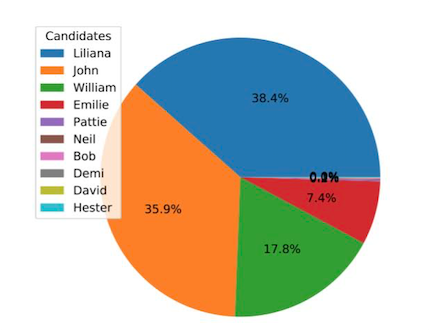 Candidates
Liliana
John
William
Emilie
Pattie
Neil
Bob
Demi
David
Hester
38.4%
35.9%
17.8%
7.4%